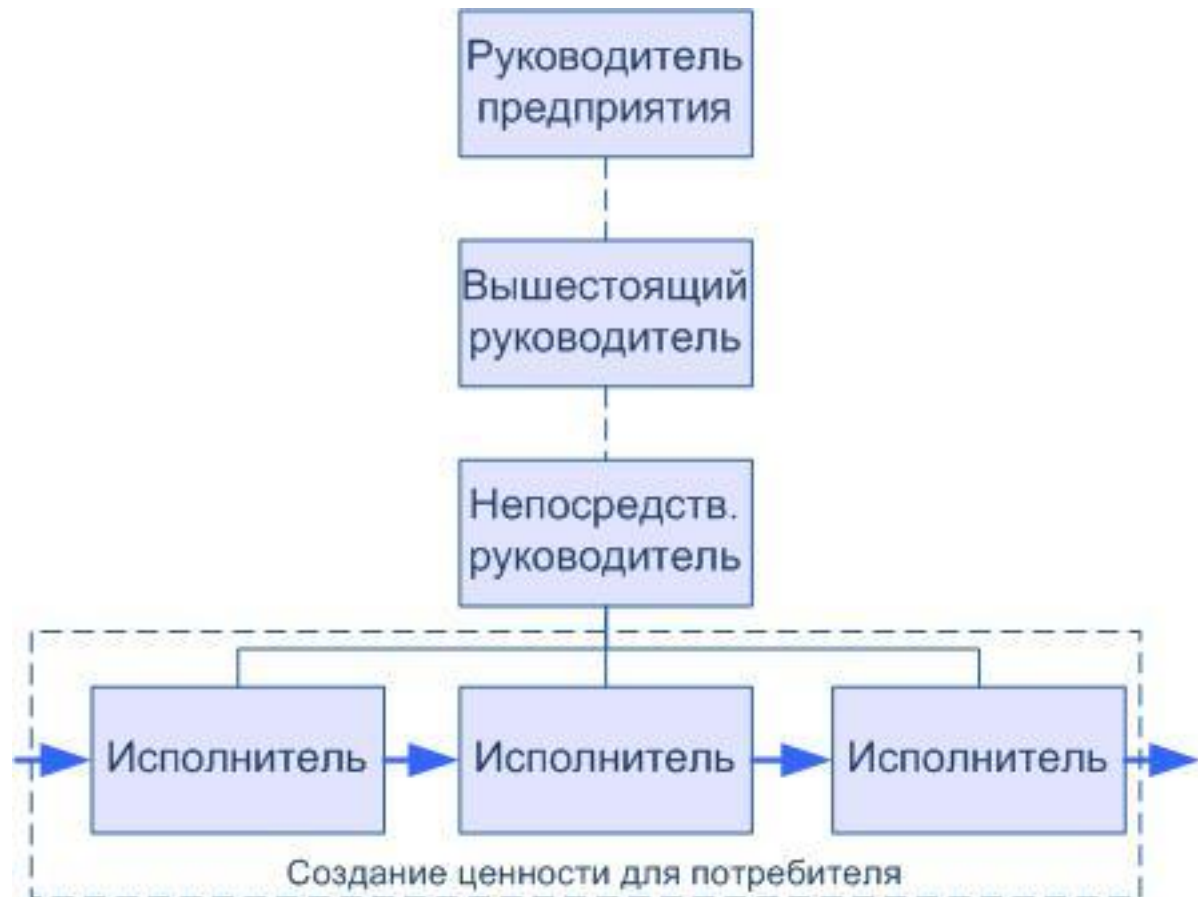 Руководитель
предприятия
Вышестоящий
руководитель
Непосредств.
руководитель
Исполнитель
Исполнитель
Исполнитель
Создание ценности для потребителя